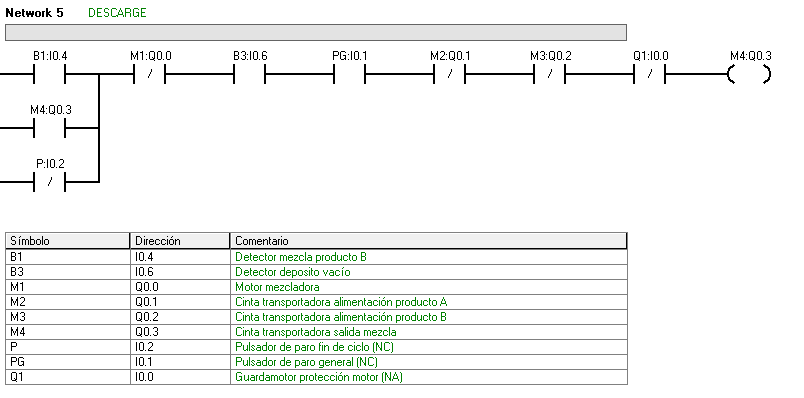 Network 5 DESCARGE
B1:I0.4 M1:Q0.0 B3:I0.6 PG:I0.1 M2:Q0.1 M3:Q0.2 Q1:I0.0 M4:Q0.3
M4:Q0.3
P:I0.2
Símbolo Dirección Comentario
B1 I0.4 Detector mezcla producto B
B3 I0.6 Detector deposito vacío
M1 Q0.0 Motor mezcladora
M2 Q0.1 Cinta transportadora alimentación producto A
M3 Q0.2 Cinta transportadora alimentación producto B
M4 Q0.3 Cinta transportadora salida mezcla
P I0.2 Pulsador de paro fin de ciclo (NC)
PG I0.1 Pulsador de paro general (NC)
Q1 I0.0 Guardamotor protección motor (NA)